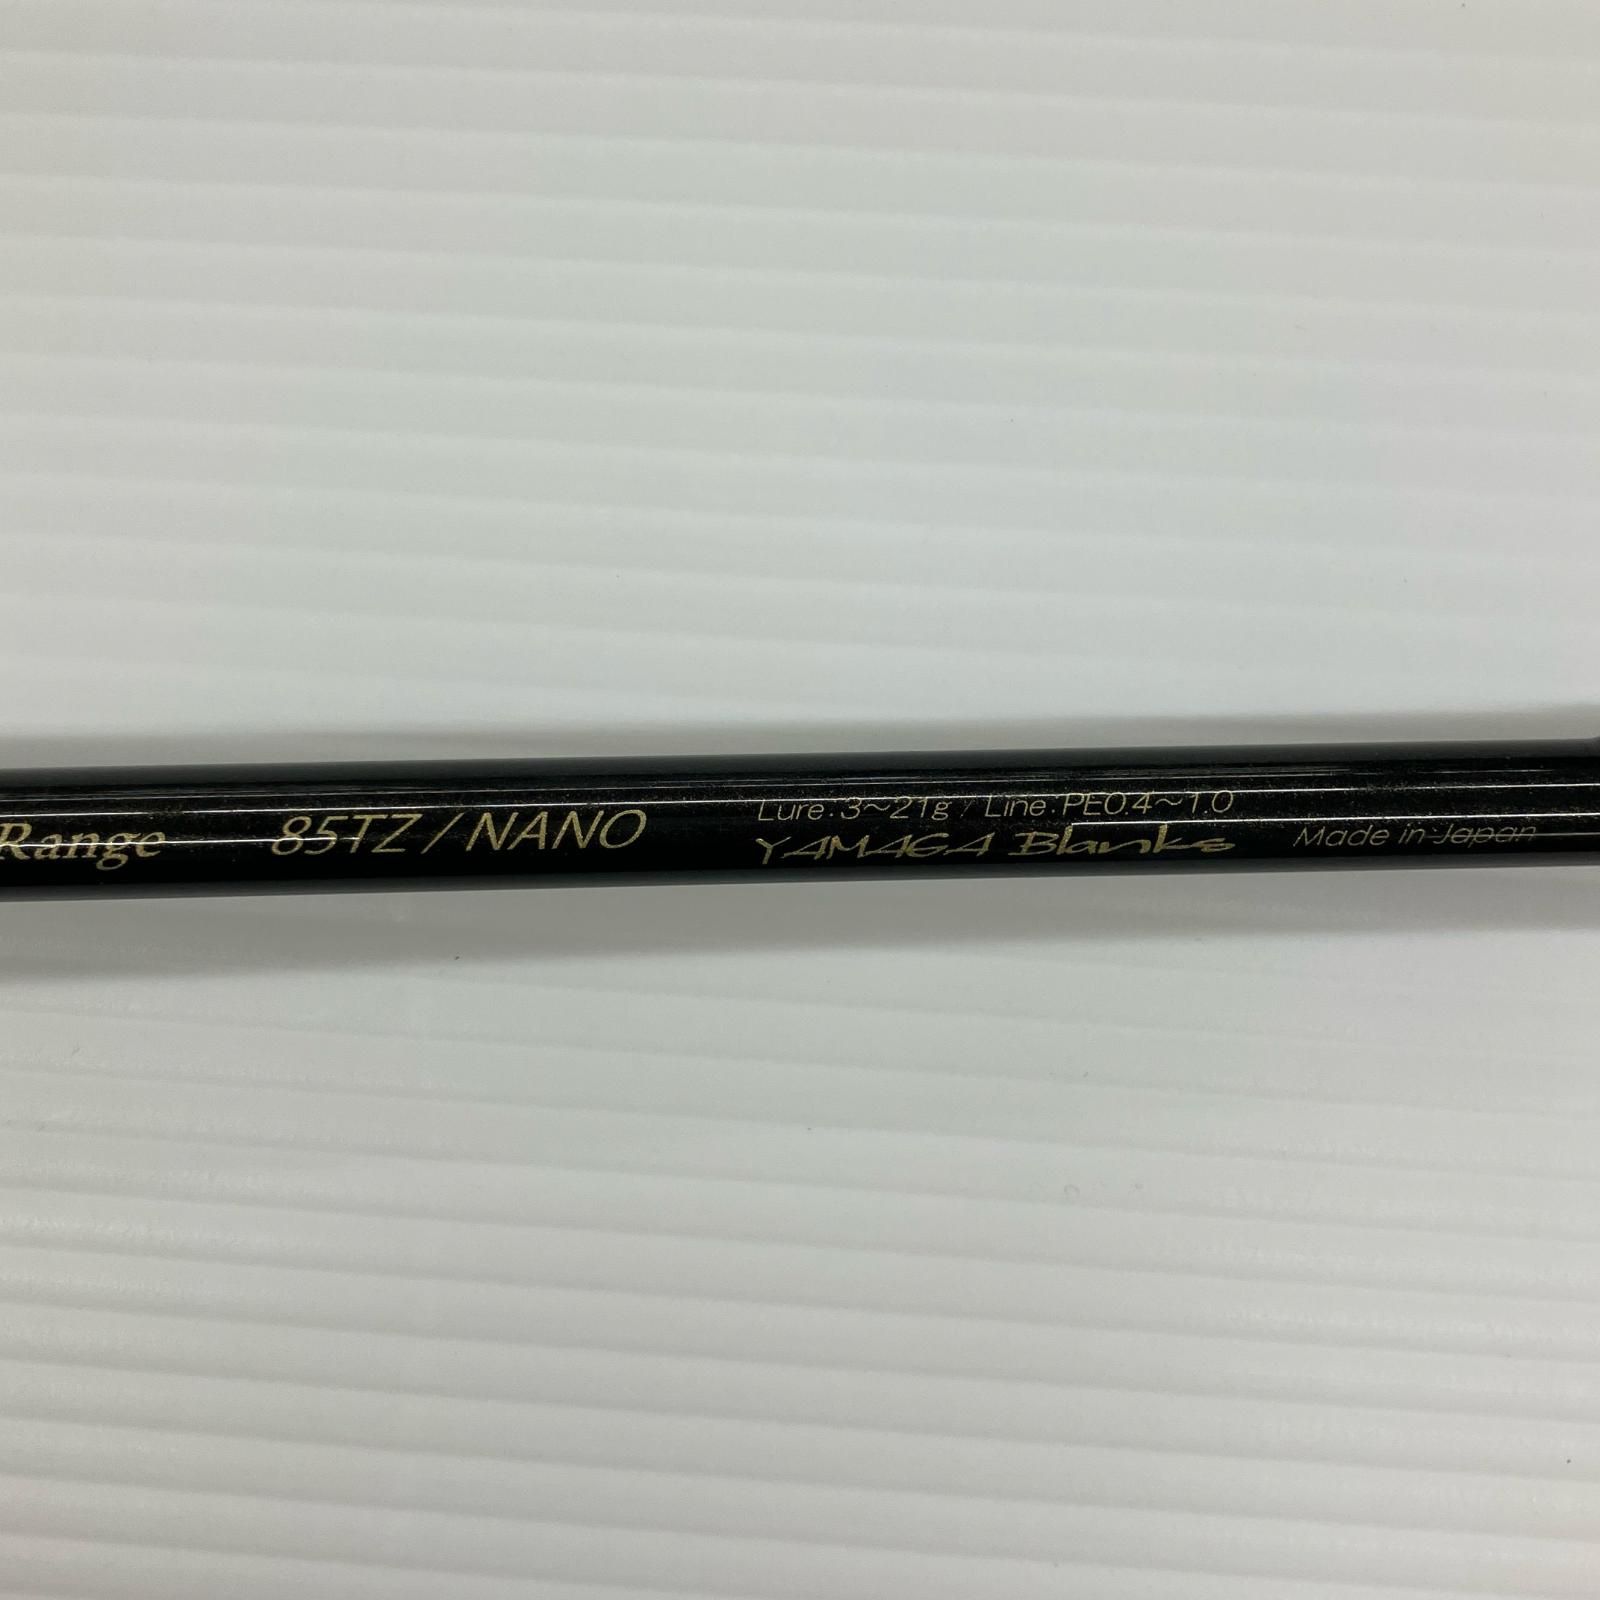 Range 85TZ/NANO
Lure:3~21g / Line:PE0.4~1.0
YAMAGA Blanks Made in Japan